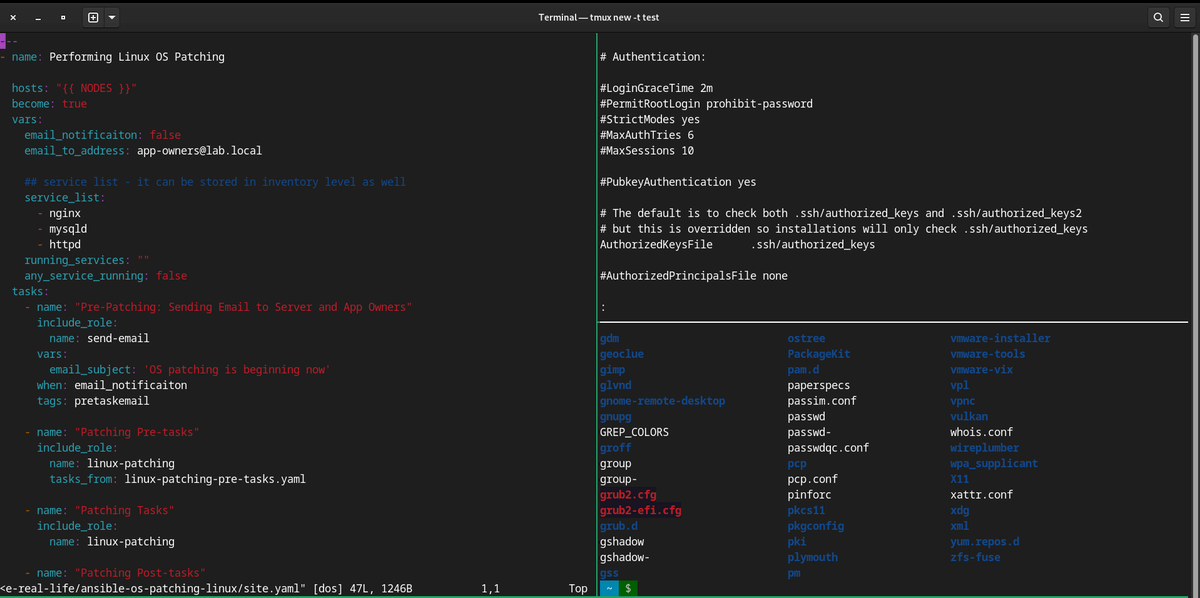 Terminal — tmux new -t test
---
- name: Performing Linux OS Patching
hosts: "{{ NODES }}"
become: true
vars:
email_notificaiton: false
email_to_address: app-owners@lab.local
## service list - it can be stored in inventory level as well
service_list:
- nginx
- mysqld
- httpd
running_services: ""
any_service_running: false
tasks:
- name: "Pre-Patching: Sending Email to Server and App Owners"
include_role:
name: send-email
vars:
email_subject: 'OS patching is beginning now'
when: email_notificaiton
tags: pretaskemail
- name: "Patching Pre-tasks"
include_role:
name: linux-patching
tasks_from: linux-patching-pre-tasks.yaml
- name: "Patching Tasks"
include_role:
name: linux-patching
- name: "Patching Post-tasks"
<e-real-life/ansible-os-patching-linux/site.yaml" [dos] 47L, 1246B 1,1 Top
# Authentication:
#LoginGraceTime 2m
#PermitRootLogin prohibit-password
#StrictModes yes
#MaxAuthTries 6
#MaxSessions 10
#PubkeyAuthentication yes
# The default is to check both .ssh/authorized_keys and .ssh/authorized_keys2
# but this is overridden so installations will only check .ssh/authorized_keys
AuthorizedKeysFile .ssh/authorized_keys
#AuthorizedPrincipalsFile none
:
gdm ostree vmware-installer
geoclue PackageKit vmware-tools
gimp pam.d vmware-vix
glvnd paperspecs vpl
gnome-remote-desktop passim.conf vpnc
gnupg passwd vulkan
GREP_COLORS passwd- whois.conf
groff passwdqc.conf wireplumber
group pcp wpa_supplicant
group- pcp.conf X11
grub2.cfg pinforc xattr.conf
grub2-efi.cfg pkcs11 xdg
grub.d pkgconfig xml
gshadow pki yum.repos.d
gshadow- plymouth zfs-fuse
gss pm
~ $